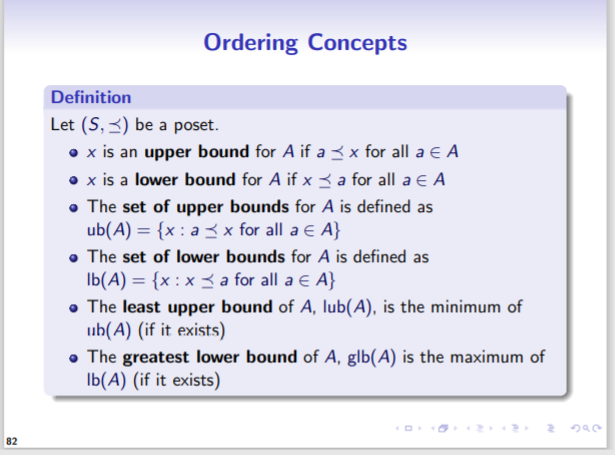 Ordering Concepts
Definition
Let (S, ⪯) be a poset.
x is an upper bound for A if a ⪯ x for all a ∈ A
x is a lower bound for A if x ⪯ a for all a ∈ A
The set of upper bounds for A is defined as
ub(A) = {x : a ⪯ x for all a ∈ A}
The set of lower bounds for A is defined as
lb(A) = {x : x ⪯ a for all a ∈ A}
The least upper bound of A, lub(A), is the minimum of
ub(A) (if it exists)
The greatest lower bound of A, glb(A) is the maximum of
lb(A) (if it exists)
82